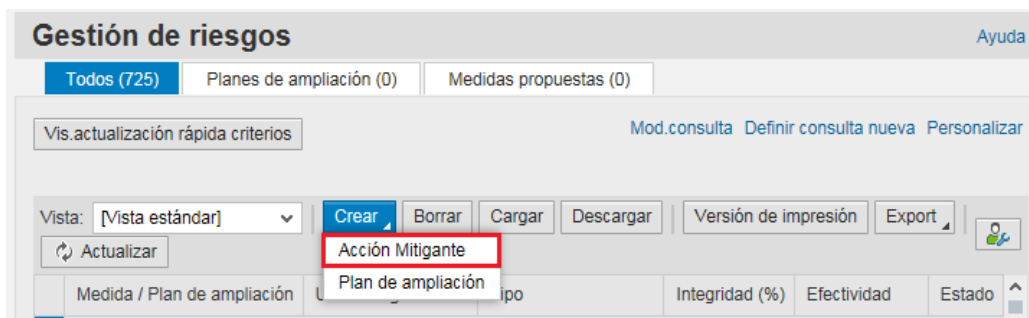 Gestión de riesgos
Ayuda
Todos (725) Planes de ampliación (0) Medidas propuestas (0)
Vis.actualización rápida criterios
Mod.consulta Definir consulta nueva Personalizar
Vista: [Vista estándar] Crear Borrar Cargar Descargar Versión de impresión Export
Actualizar
Acción Mitigante
Plan de ampliación
Medida / Plan de ampliación Integridad (%) Efectividad Estado